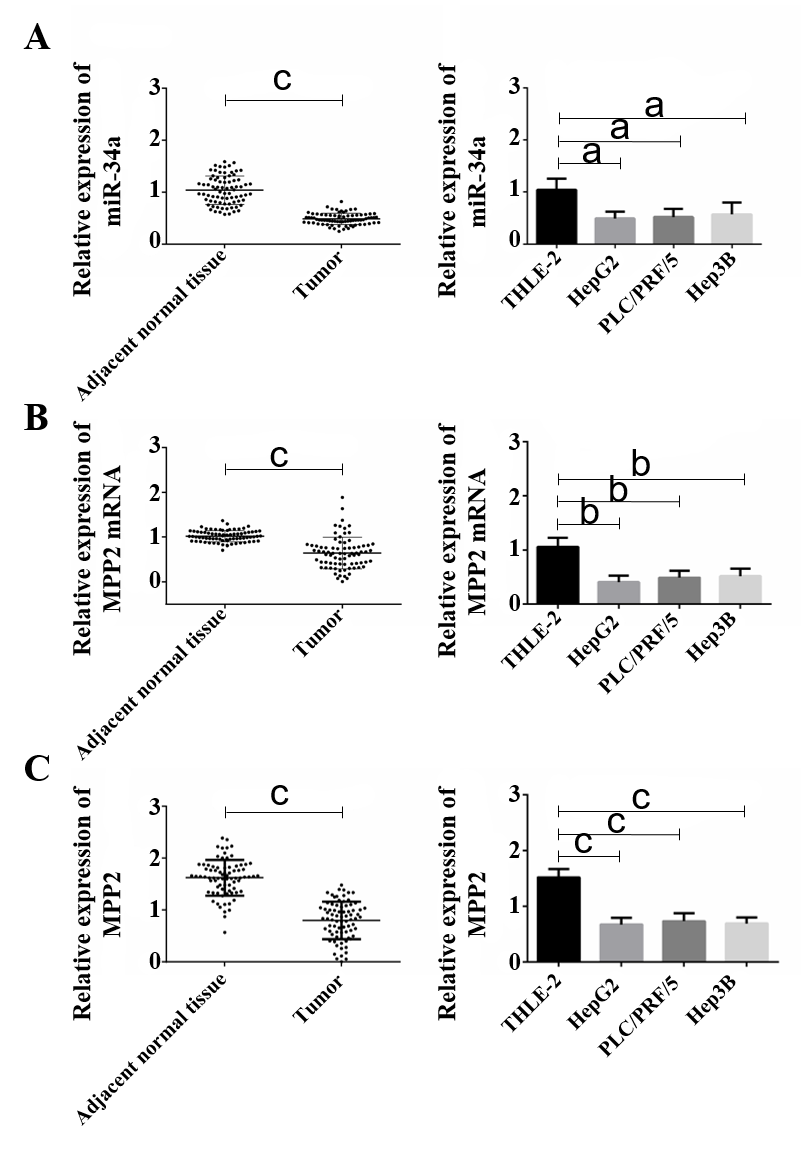 A
Relative expression of
miR-34a
3
2
1
0
c
Adjacent normal tissue
Tumor
Relative expression of
miR-34a
3
2
1
0
a
a
a
THLE-2
HepG2
PLC/PRF/5
Hep3B
B
Relative expression of
MPP2 mRNA
3
2
1
0
c
Adjacent normal tissue
Tumor
Relative expression of
MPP2 mRNA
3
2
1
0
b
b
b
THLE-2
HepG2
PLC/PRF/5
Hep3B
C
Relative expression of
MPP2
3
2
1
0
c
Adjacent normal tissue
Tumor
Relative expression of
MPP2
3
2
1
0
c
c
c
THLE-2
HepG2
PLC/PRF/5
Hep3B